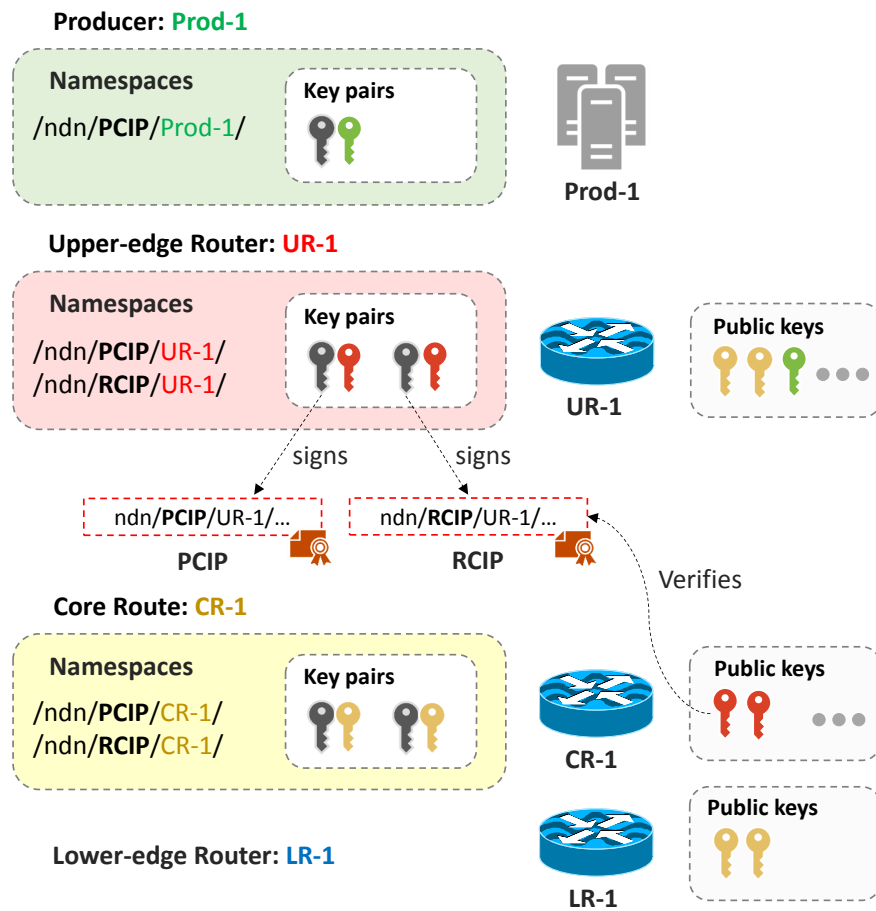 Producer: Prod-1
Namespaces
/ndn/PCIP/Prod-1/
Key pairs
Prod-1
Upper-edge Router: UR-1
Namespaces
/ndn/PCIP/UR-1/
/ndn/RCIP/UR-1/
Key pairs
UR-1
Public keys
signs
signs
ndn/PCIP/UR-1/...
PCIP
ndn/RCIP/UR-1/...
RCIP
Verifies
Core Route: CR-1
Namespaces
/ndn/PCIP/CR-1/
/ndn/RCIP/CR-1/
Key pairs
CR-1
Public keys
Lower-edge Router: LR-1
LR-1
Public keys